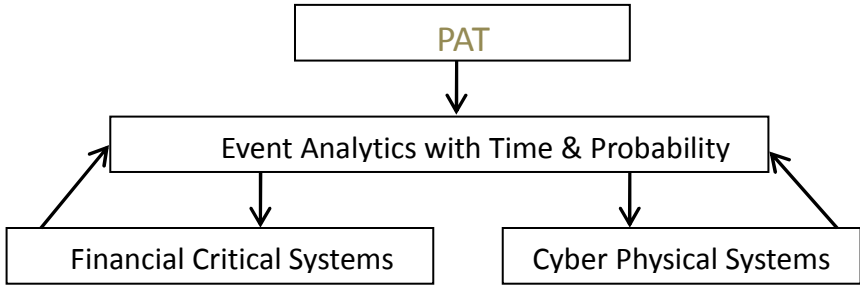 PAT
Event Analytics with Time & Probability
Financial Critical Systems
Cyber Physical Systems